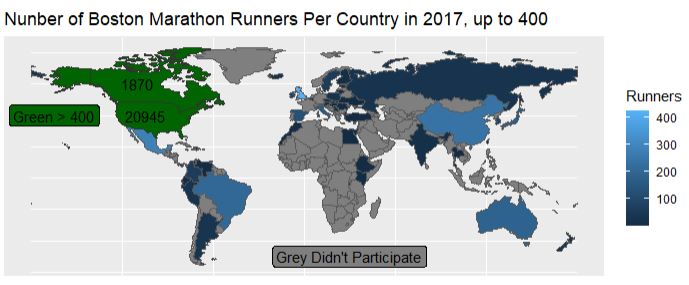 Nunber of Boston Marathon Runners Per Country in 2017, up to 400
1870
Green > 400
20945
Grey Didn't Participate
Runners
400
300
200
100